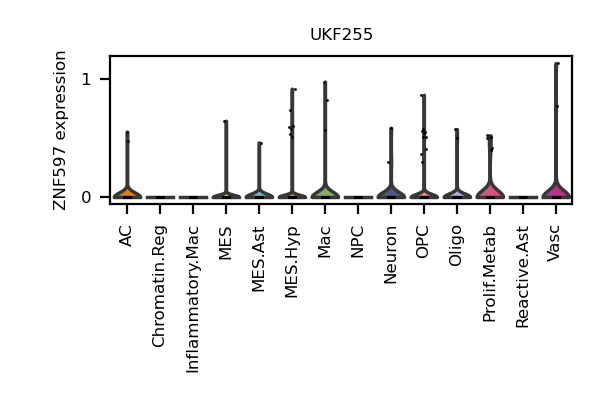 UKF255
ZNF597 expression
1
0
AC
Chromatin.Reg
Inflammatory.Mac
MES
MES.Ast
MES.Hyp
Mac
NPC
Neuron
OPC
Oligo
Prolif.Metab
Reactive.Ast
Vasc